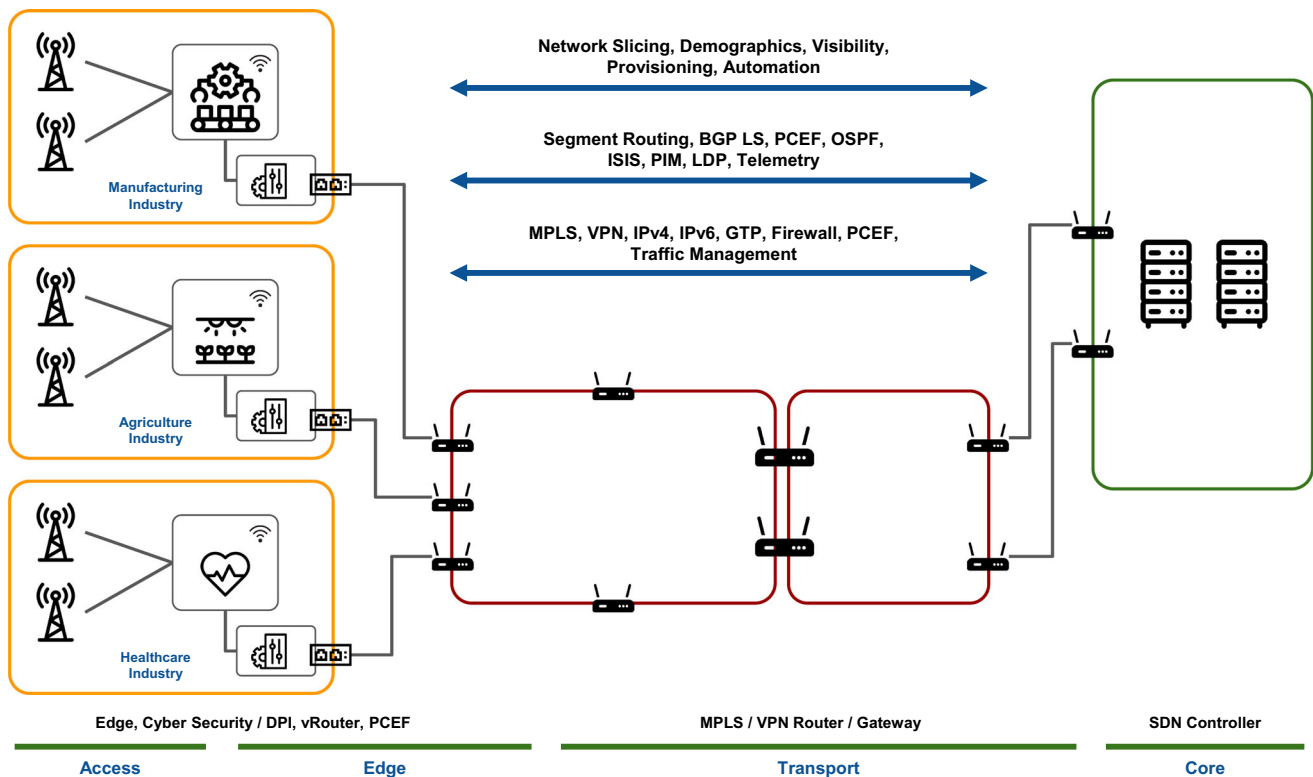 Network Slicing, Demographics, Visibility,
Provisioning, Automation
Segment Routing, BGP LS, PCEF, OSPF,
ISIS, PIM, LDP, Telemetry
MPLS, VPN, IPv4, IPv6, GTP, Firewall, PCEF,
Traffic Management
Manufacturing
Industry
Agriculture
Industry
Healthcare
Industry
Edge, Cyber Security / DPI, vRouter, PCEF
MPLS / VPN Router / Gateway
SDN Controller
Access
Edge
Transport
Core